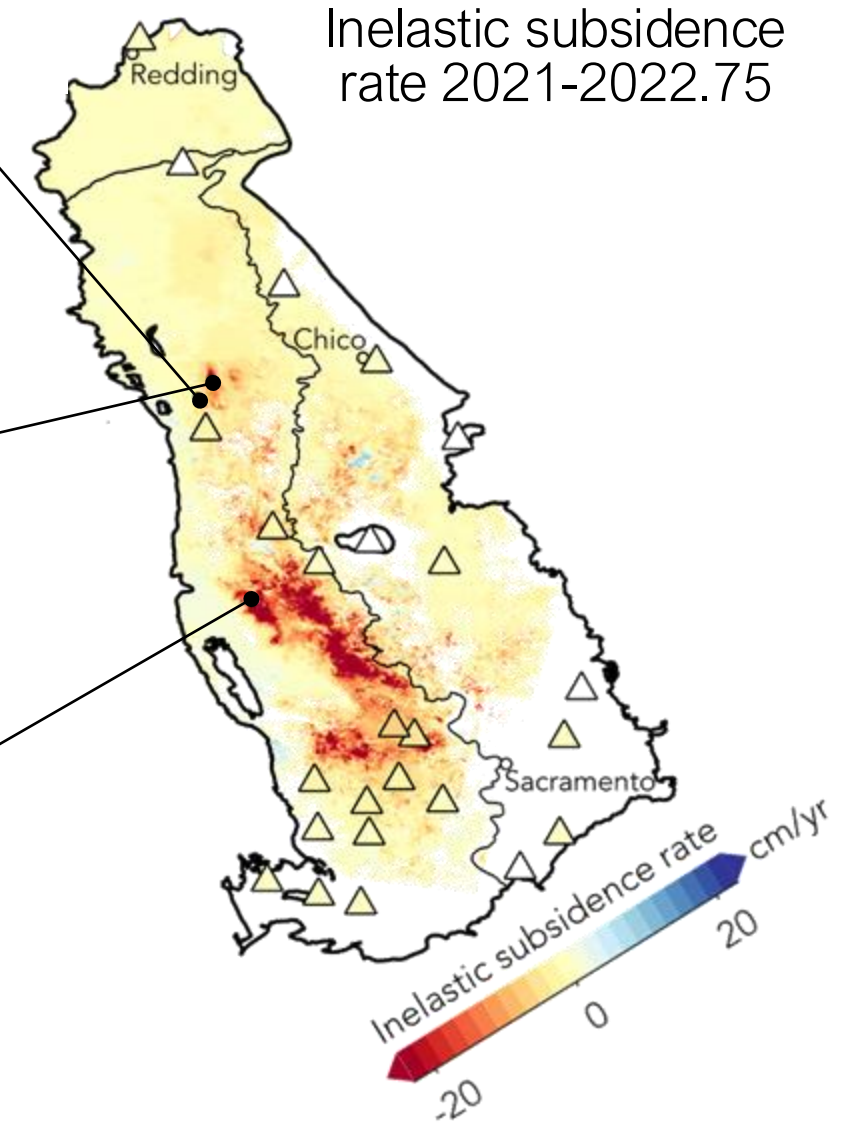 Inelastic subsidence
rate 2021-2022.75
Redding
Chico
Sacramento
Inelastic subsidence rate
cm/yr
20
0
-20